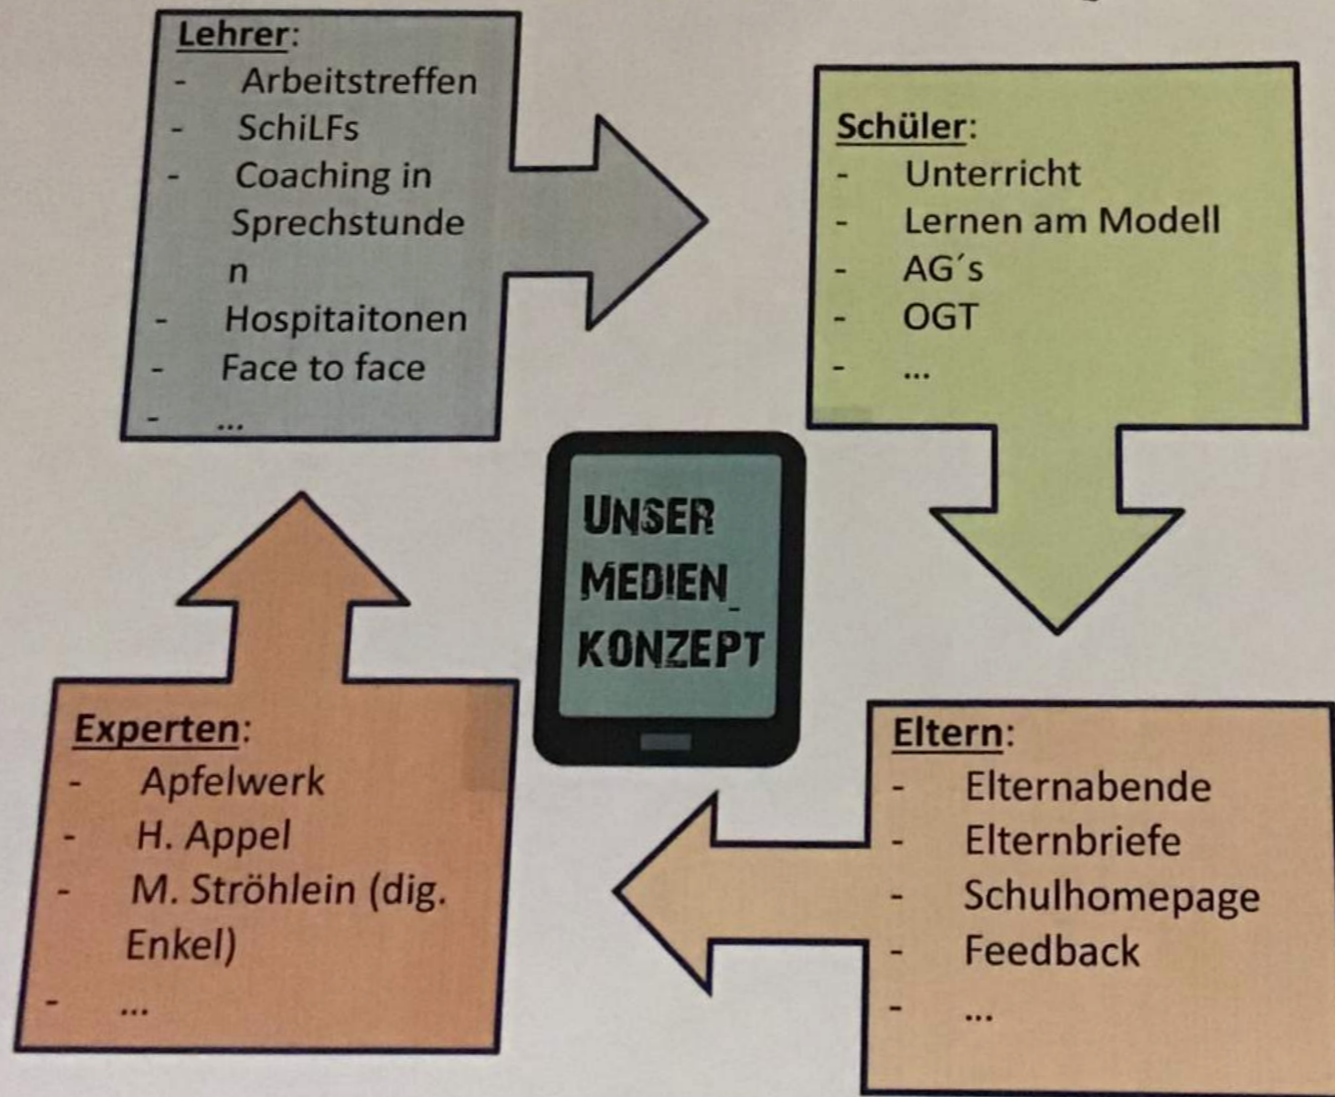 Lehrer:
- Arbeitstreffen
- SchiLFs
- Coaching in
Sprechstunde
n
- Hospitaitonen
- Face to face
- ...
Schüler:
- Unterricht
- Lernen am Modell
- AG´s
- OGT
- ...
UNSER
MEDIEN_
KONZEPT
Experten:
- Apfelwerk
- H. Appel
- M. Ströhlein (dig.
Enkel)
- ...
Eltern:
- Elternabende
- Elternbriefe
- Schulhomepage
- Feedback
- ...